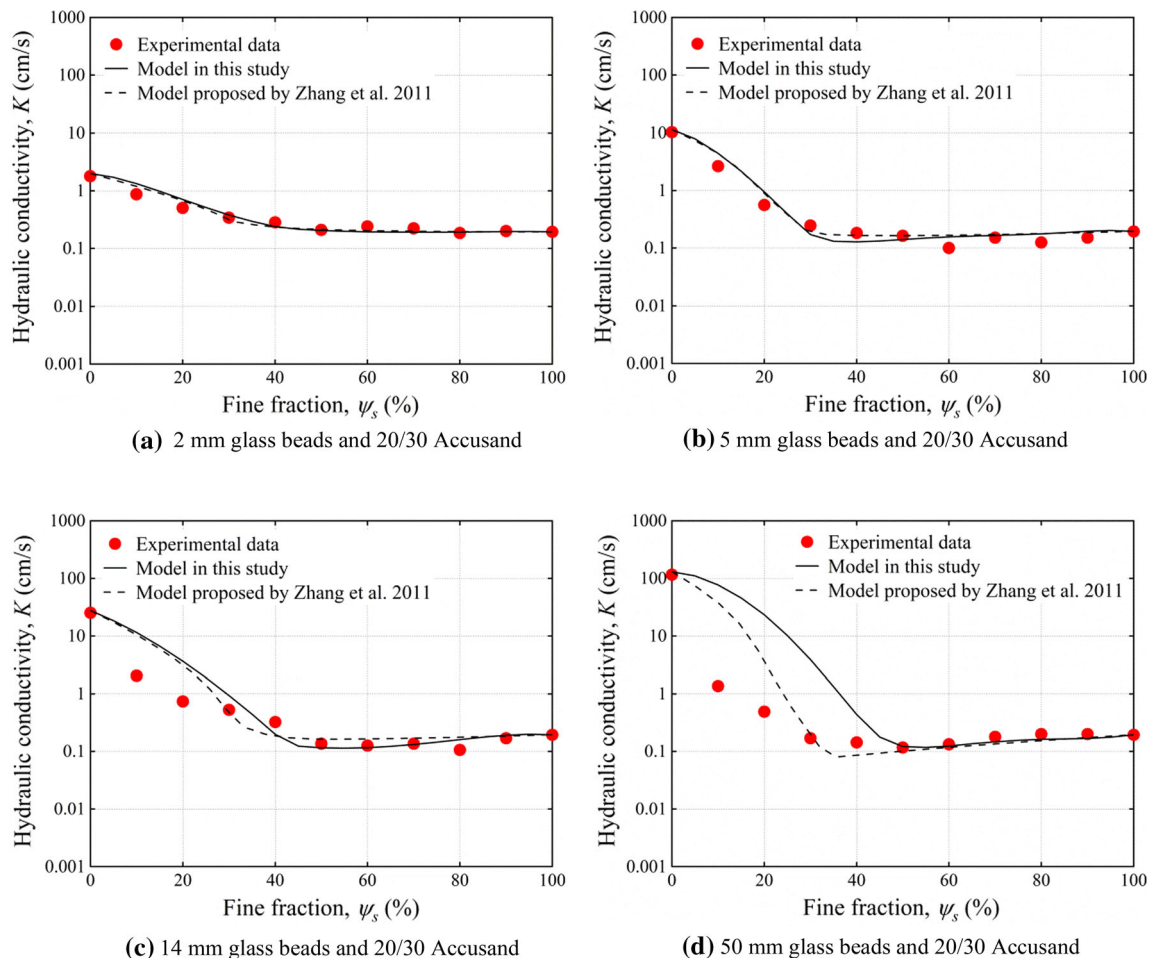 1000
100
10
1
0.1
0.01
0.001
Hydraulic conductivity, K (cm/s)
Experimental data
Model in this study
Model proposed by Zhang et al. 2011
0 20 40 60 80 100
Fine fraction, ψs (%)
(a) 2 mm glass beads and 20/30 Accusand
1000
100
10
1
0.1
0.01
0.001
Hydraulic conductivity, K (cm/s)
Experimental data
Model in this study
Model proposed by Zhang et al. 2011
0 20 40 60 80 100
Fine fraction, ψs (%)
(b) 5 mm glass beads and 20/30 Accusand
1000
100
10
1
0.1
0.01
0.001
Hydraulic conductivity, K (cm/s)
Experimental data
Model in this study
Model proposed by Zhang et al. 2011
0 20 40 60 80 100
Fine fraction, ψs (%)
(c) 14 mm glass beads and 20/30 Accusand
1000
100
10
1
0.1
0.01
0.001
Hydraulic conductivity, K (cm/s)
Experimental data
Model in this study
Model proposed by Zhang et al. 2011
0 20 40 60 80 100
Fine fraction, ψs (%)
(d) 50 mm glass beads and 20/30 Accusand